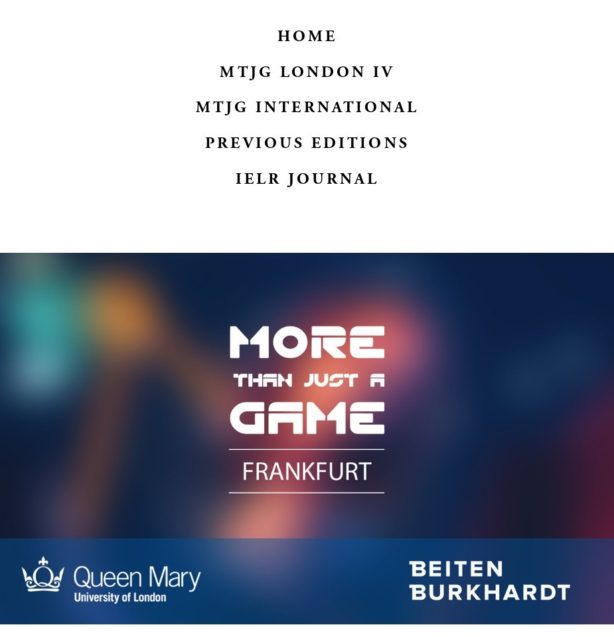 HOME
MTJG LONDON IV
MTJG INTERNATIONAL
PREVIOUS EDITIONS
IELR JOURNAL
MORE
THAN JUST A
GAME
FRANKFURT
Queen Mary
University of London
BEITEN
BURKHARDT